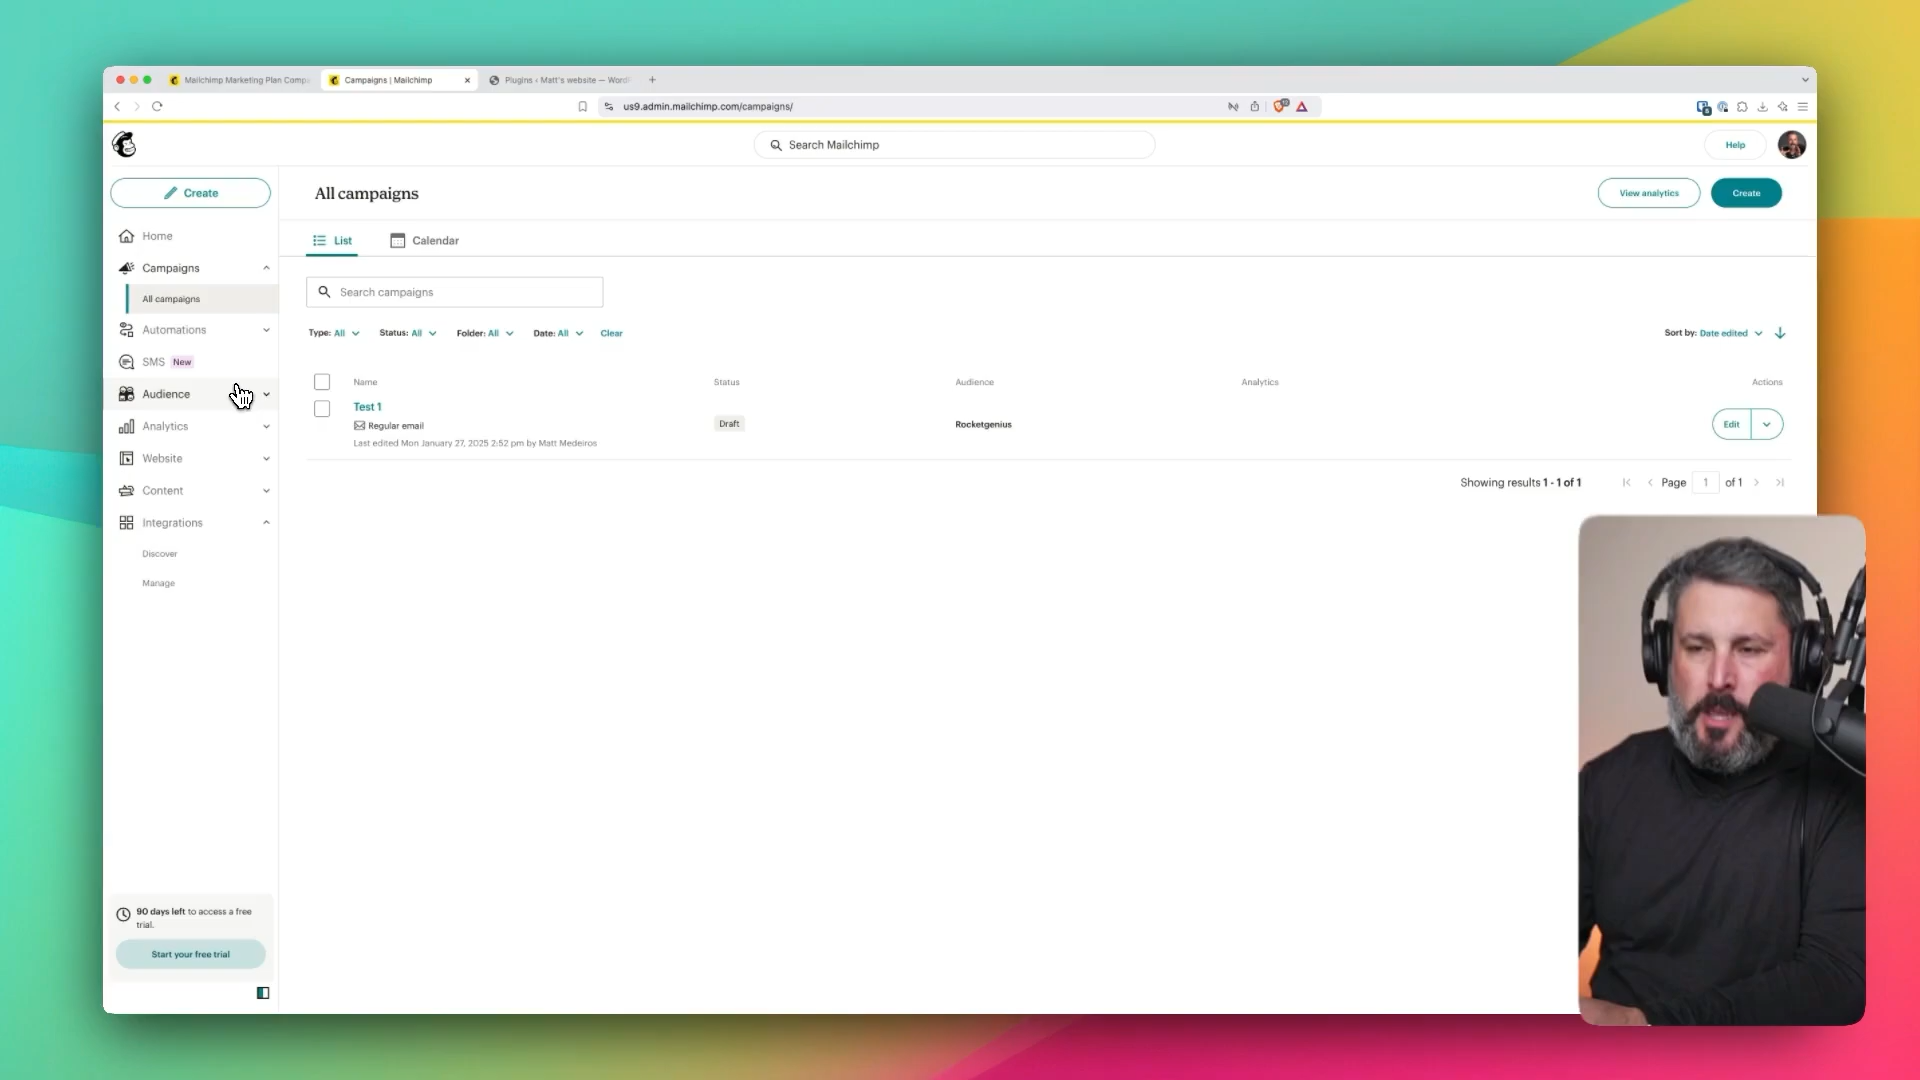 Mailchimp Marketing Plan Comp
Campaigns | Mailchimp
Plugins ‹ Matt's website — Word
us9.admin.mailchimp.com/campaigns/
Search Mailchimp
Help
Create
Home
Campaigns
All campaigns
Automations
SMS New
Audience
Analytics
Website
Content
Integrations
Discover
Manage
90 days left to access a free
trial.
Start your free trial
All campaigns
View analytics
Create
List
Calendar
Search campaigns
Type: All
Status: All
Folder: All
Date: All
Clear
Sort by: Date edited
Name
Status
Audience
Analytics
Actions
Test 1
Regular email
Last edited Mon January 27, 2025 2:52 pm by Matt Medeiros
Draft
Rocketgenius
Edit
Showing results 1 - 1 of 1
Page 1 of 1